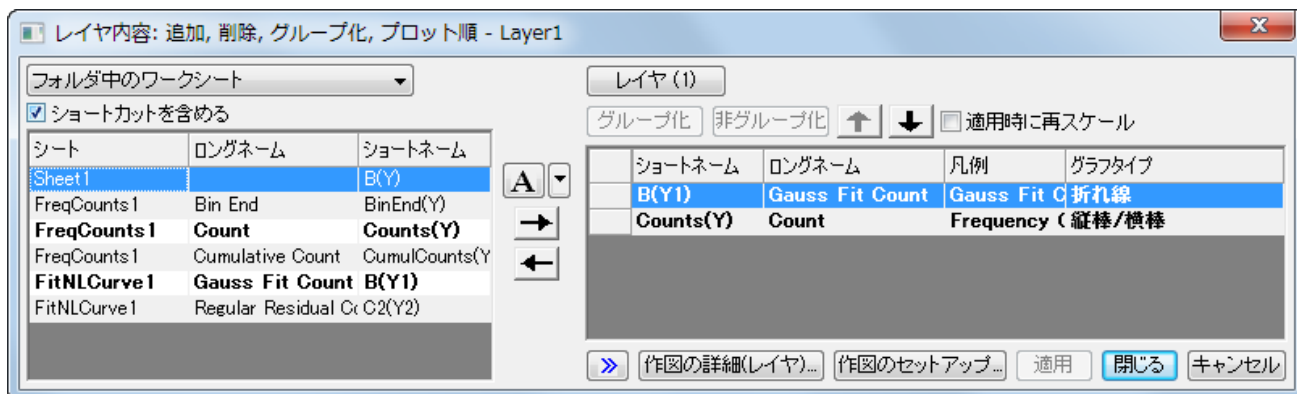 レイヤ内容: 追加, 削除, グループ化, プロット順 - Layer1
フォルダ中のワークシート
ショートカットを含める
シート ロングネーム ショートネーム
Sheet1 B(Y)
FreqCounts1 Bin End BinEnd(Y)
FreqCounts1 Count Counts(Y)
FreqCounts1 Cumulative Count CumulCounts(Y
FitNLCurve1 Gauss Fit Count B(Y1)
FitNLCurve1 Regular Residual Co C2(Y2)
A
レイヤ (1)
グループ化 非グループ化 適用時に再スケール
ショートネーム ロングネーム 凡例 グラフタイプ
B(Y1) Gauss Fit Count Gauss Fit C 折れ線
Counts(Y) Count Frequency ( 縦棒/横棒
作図の詳細(レイヤ)... 作図のセットアップ... 適用 閉じる キャンセル